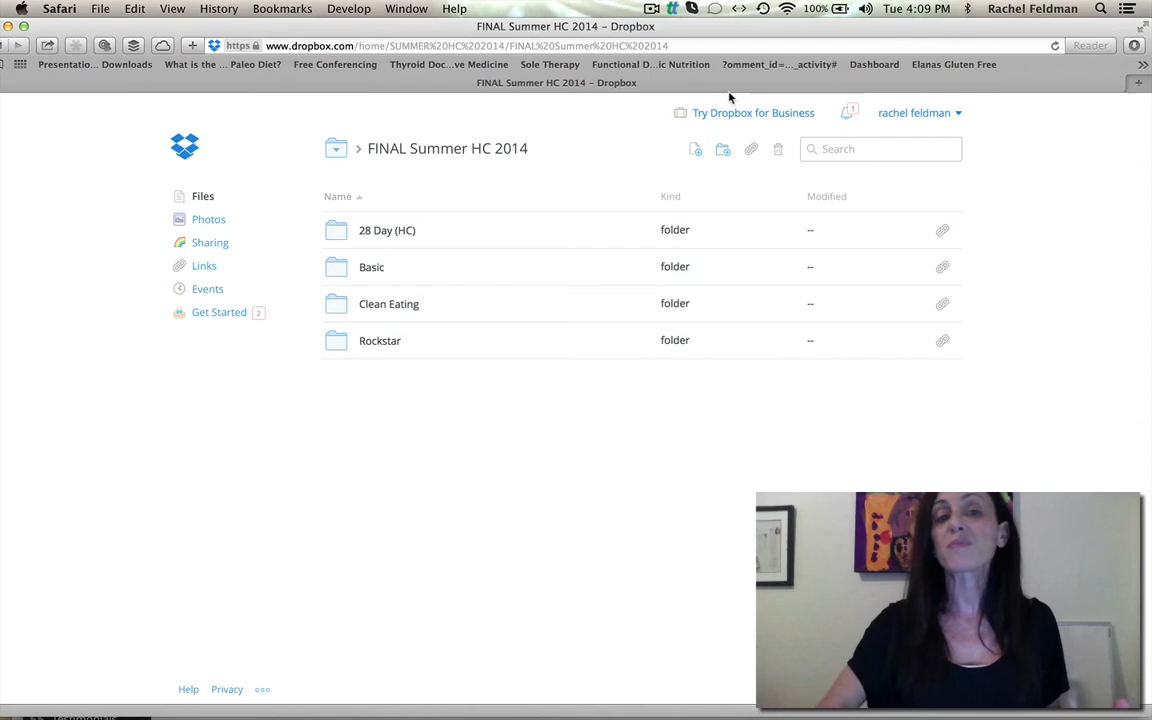 Safari File Edit View History Bookmarks Develop Window Help 100% Tue 4:09 PM Rachel Feldman
FINAL Summer HC 2014 – Dropbox
https www.dropbox.com/home/SUMMER%20HC%202014/FINAL%20Summer%20HC%202014 Reader
Presentatio... Downloads What is the ... Paleo Diet? Free Conferencing Thyroid Doc...ve Medicine Sole Therapy Functional D...ic Nutrition ?omment_id=..._activity# Dashboard Elanas Gluten Free
FINAL Summer HC 2014 – Dropbox
Try Dropbox for Business 1 rachel feldman
> FINAL Summer HC 2014 Search
Files
Photos
Sharing
Links
Events
Get Started 2
Name Kind Modified
28 Day (HC) folder --
Basic folder --
Clean Eating folder --
Rockstar folder --
Help Privacy